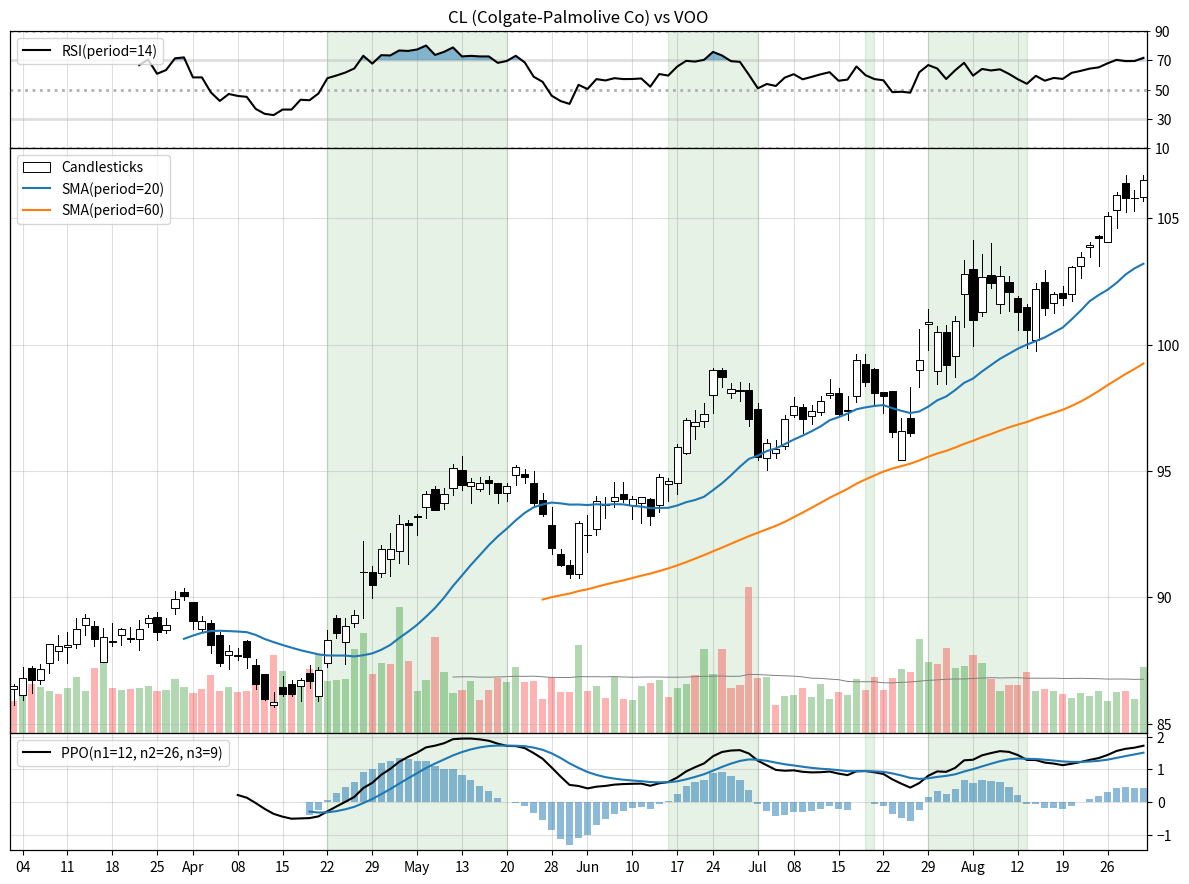 CL (Colgate-Palmolive Co) vs VOO
RSI(period=14)
90
70
50
30
10
Candlesticks
SMA(period=20)
SMA(period=60)
105
100
95
90
85
PPO(n1=12, n2=26, n3=9)
2
1
0
−1
04 11 18 25 Apr 08 15 22 29 May 13 20 28 Jun 10 17 24 Jul 08 15 22 29 Aug 12 19 26